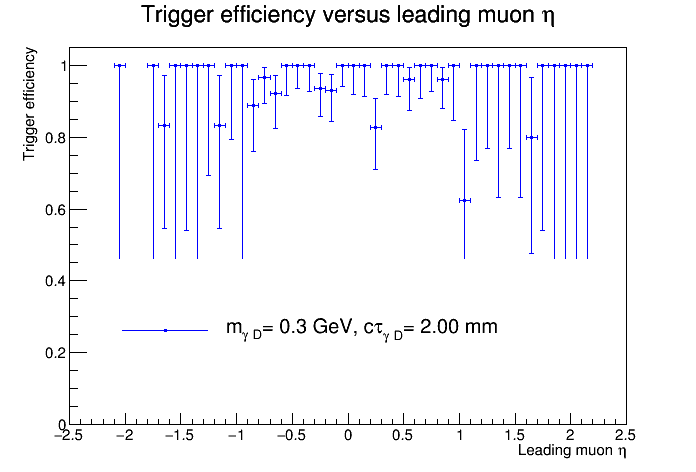 Trigger efficiency versus leading muon η
Trigger efficiency
1
0.8
0.6
0.4
0.2
0
m_γ D= 0.3 GeV, cτ_γ D= 2.00 mm
−2.5 −2 −1.5 −1 −0.5 0 0.5 1 1.5 2 2.5
Leading muon η